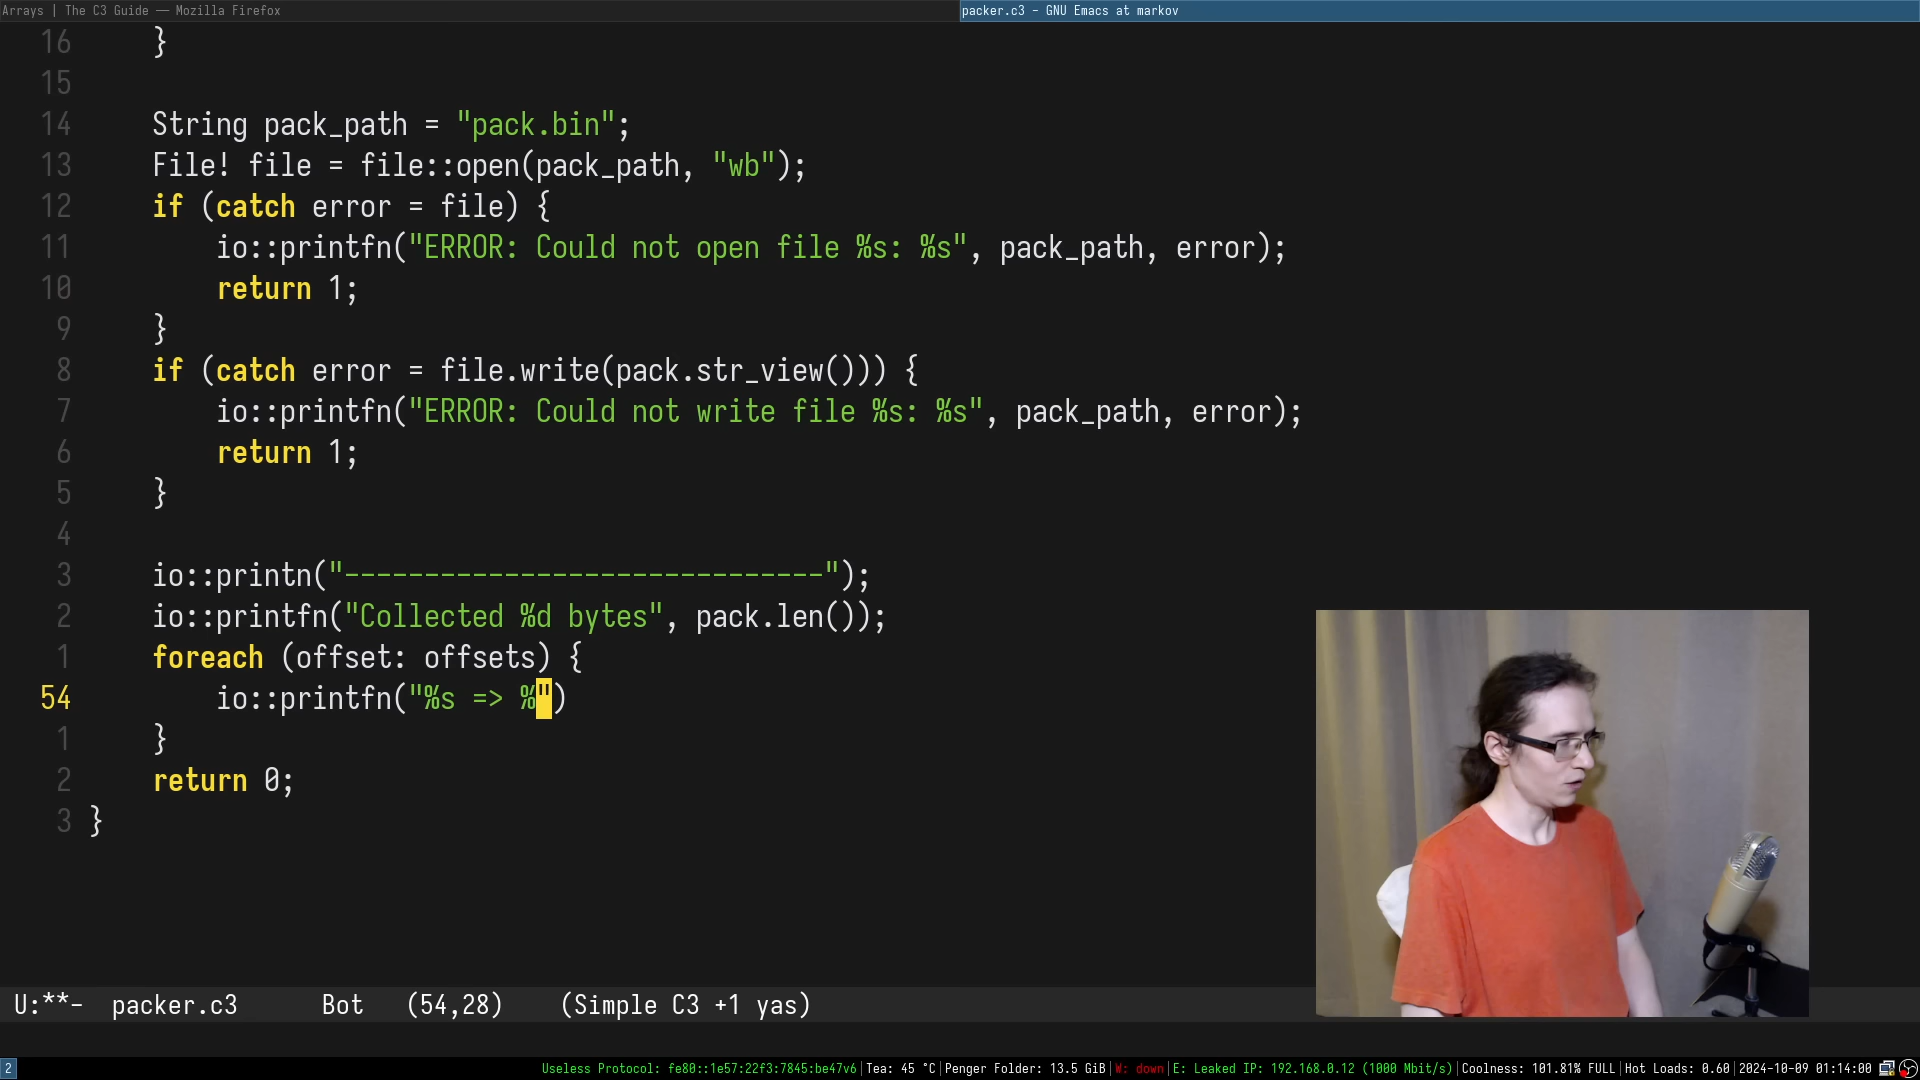 Arrays | The C3 Guide — Mozilla Firefox
packer.c3 - GNU Emacs at markov
16 }
15
14 String pack_path = "pack.bin";
13 File! file = file::open(pack_path, "wb");
12 if (catch error = file) {
11 io::printfn("ERROR: Could not open file %s: %s", pack_path, error);
10 return 1;
9 }
8 if (catch error = file.write(pack.str_view())) {
7 io::printfn("ERROR: Could not write file %s: %s", pack_path, error);
6 return 1;
5 }
4
3 io::printn("------------------------------");
2 io::printfn("Collected %d bytes", pack.len());
1 foreach (offset: offsets) {
54 io::printfn("%s => %")
1 }
2 return 0;
3 }
U:**- packer.c3 Bot (54,28) (Simple C3 +1 yas)
2 Useless Protocol: fe80::1e57:22f3:7845:be47v6|Tea: 45 °C|Penger Folder: 13.5 GiB|W: down|E: Leaked IP: 192.168.0.12 (1000 Mbit/s)|Coolness: 101.81% FULL|Hot Loads: 0.60|2024-10-09 01:14:00